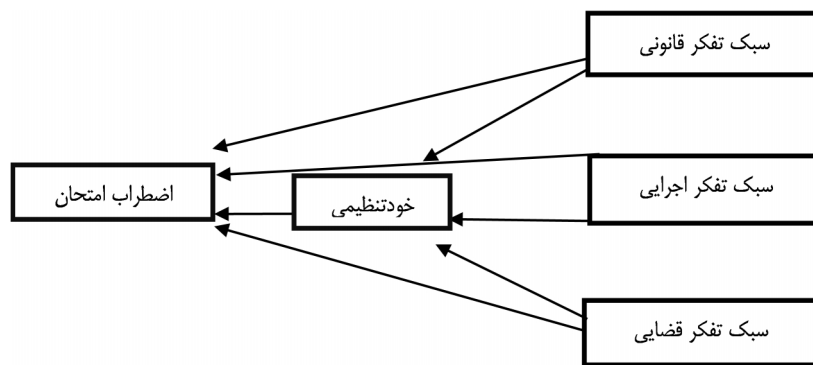 سبک تفکر قانونی
سبک تفکر اجرایی
اضطراب امتحان
خودتنظیمی
سبک تفکر قضایی